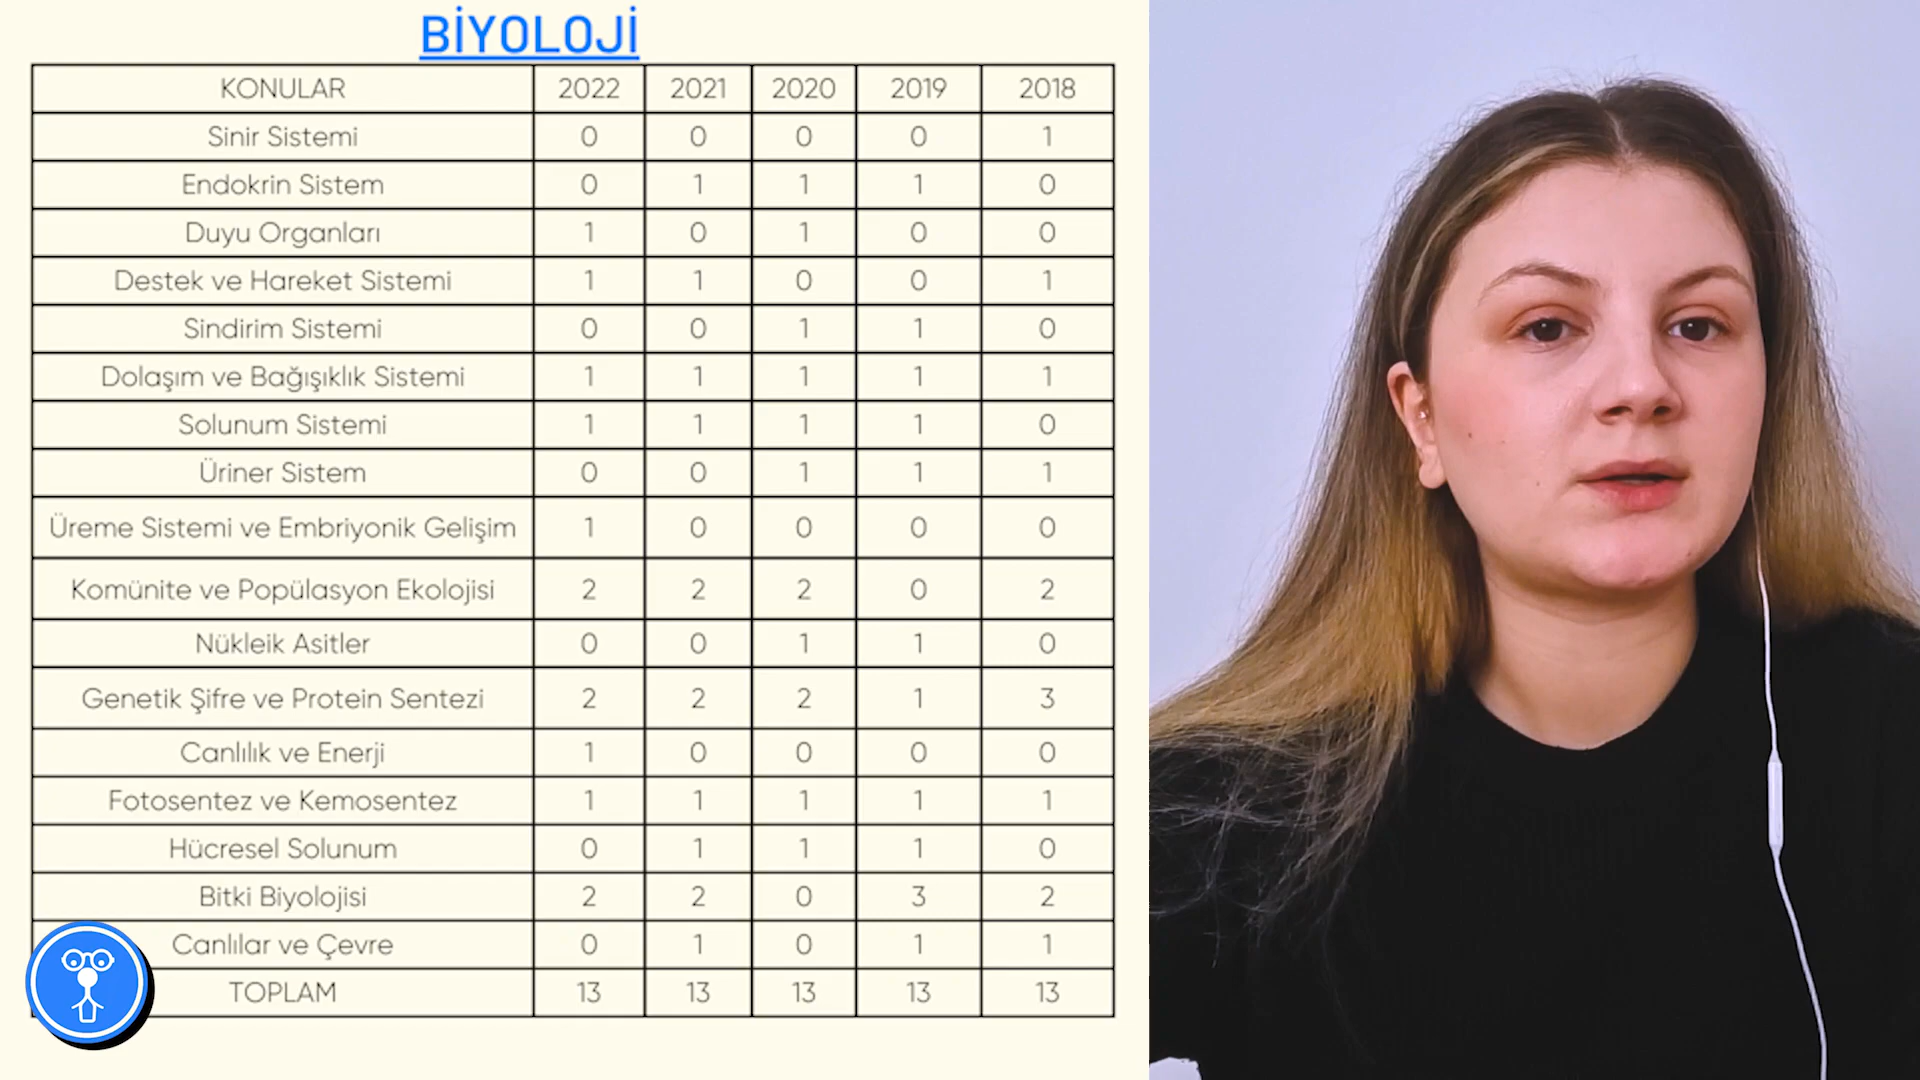 BİYOLOJİ
KONULAR 2022 2021 2020 2019 2018
Sinir Sistemi 0 0 0 0 1
Endokrin Sistem 0 1 1 1 0
Duyu Organları 1 0 1 0 0
Destek ve Hareket Sistemi 1 1 0 0 1
Sindirim Sistemi 0 0 1 1 0
Dolaşım ve Bağışıklık Sistemi 1 1 1 1 1
Solunum Sistemi 1 1 1 1 0
Üriner Sistem 0 0 1 1 1
Üreme Sistemi ve Embriyonik Gelişim 1 0 0 0 0
Komünite ve Popülasyon Ekolojisi 2 2 2 0 2
Nükleik Asitler 0 0 1 1 0
Genetik Şifre ve Protein Sentezi 2 2 2 1 3
Canlılık ve Enerji 1 0 0 0 0
Fotosentez ve Kemosentez 1 1 1 1 1
Hücresel Solunum 0 1 1 1 0
Bitki Biyolojisi 2 2 0 3 2
Canlılar ve Çevre 0 1 0 1 1
TOPLAM 13 13 13 13 13